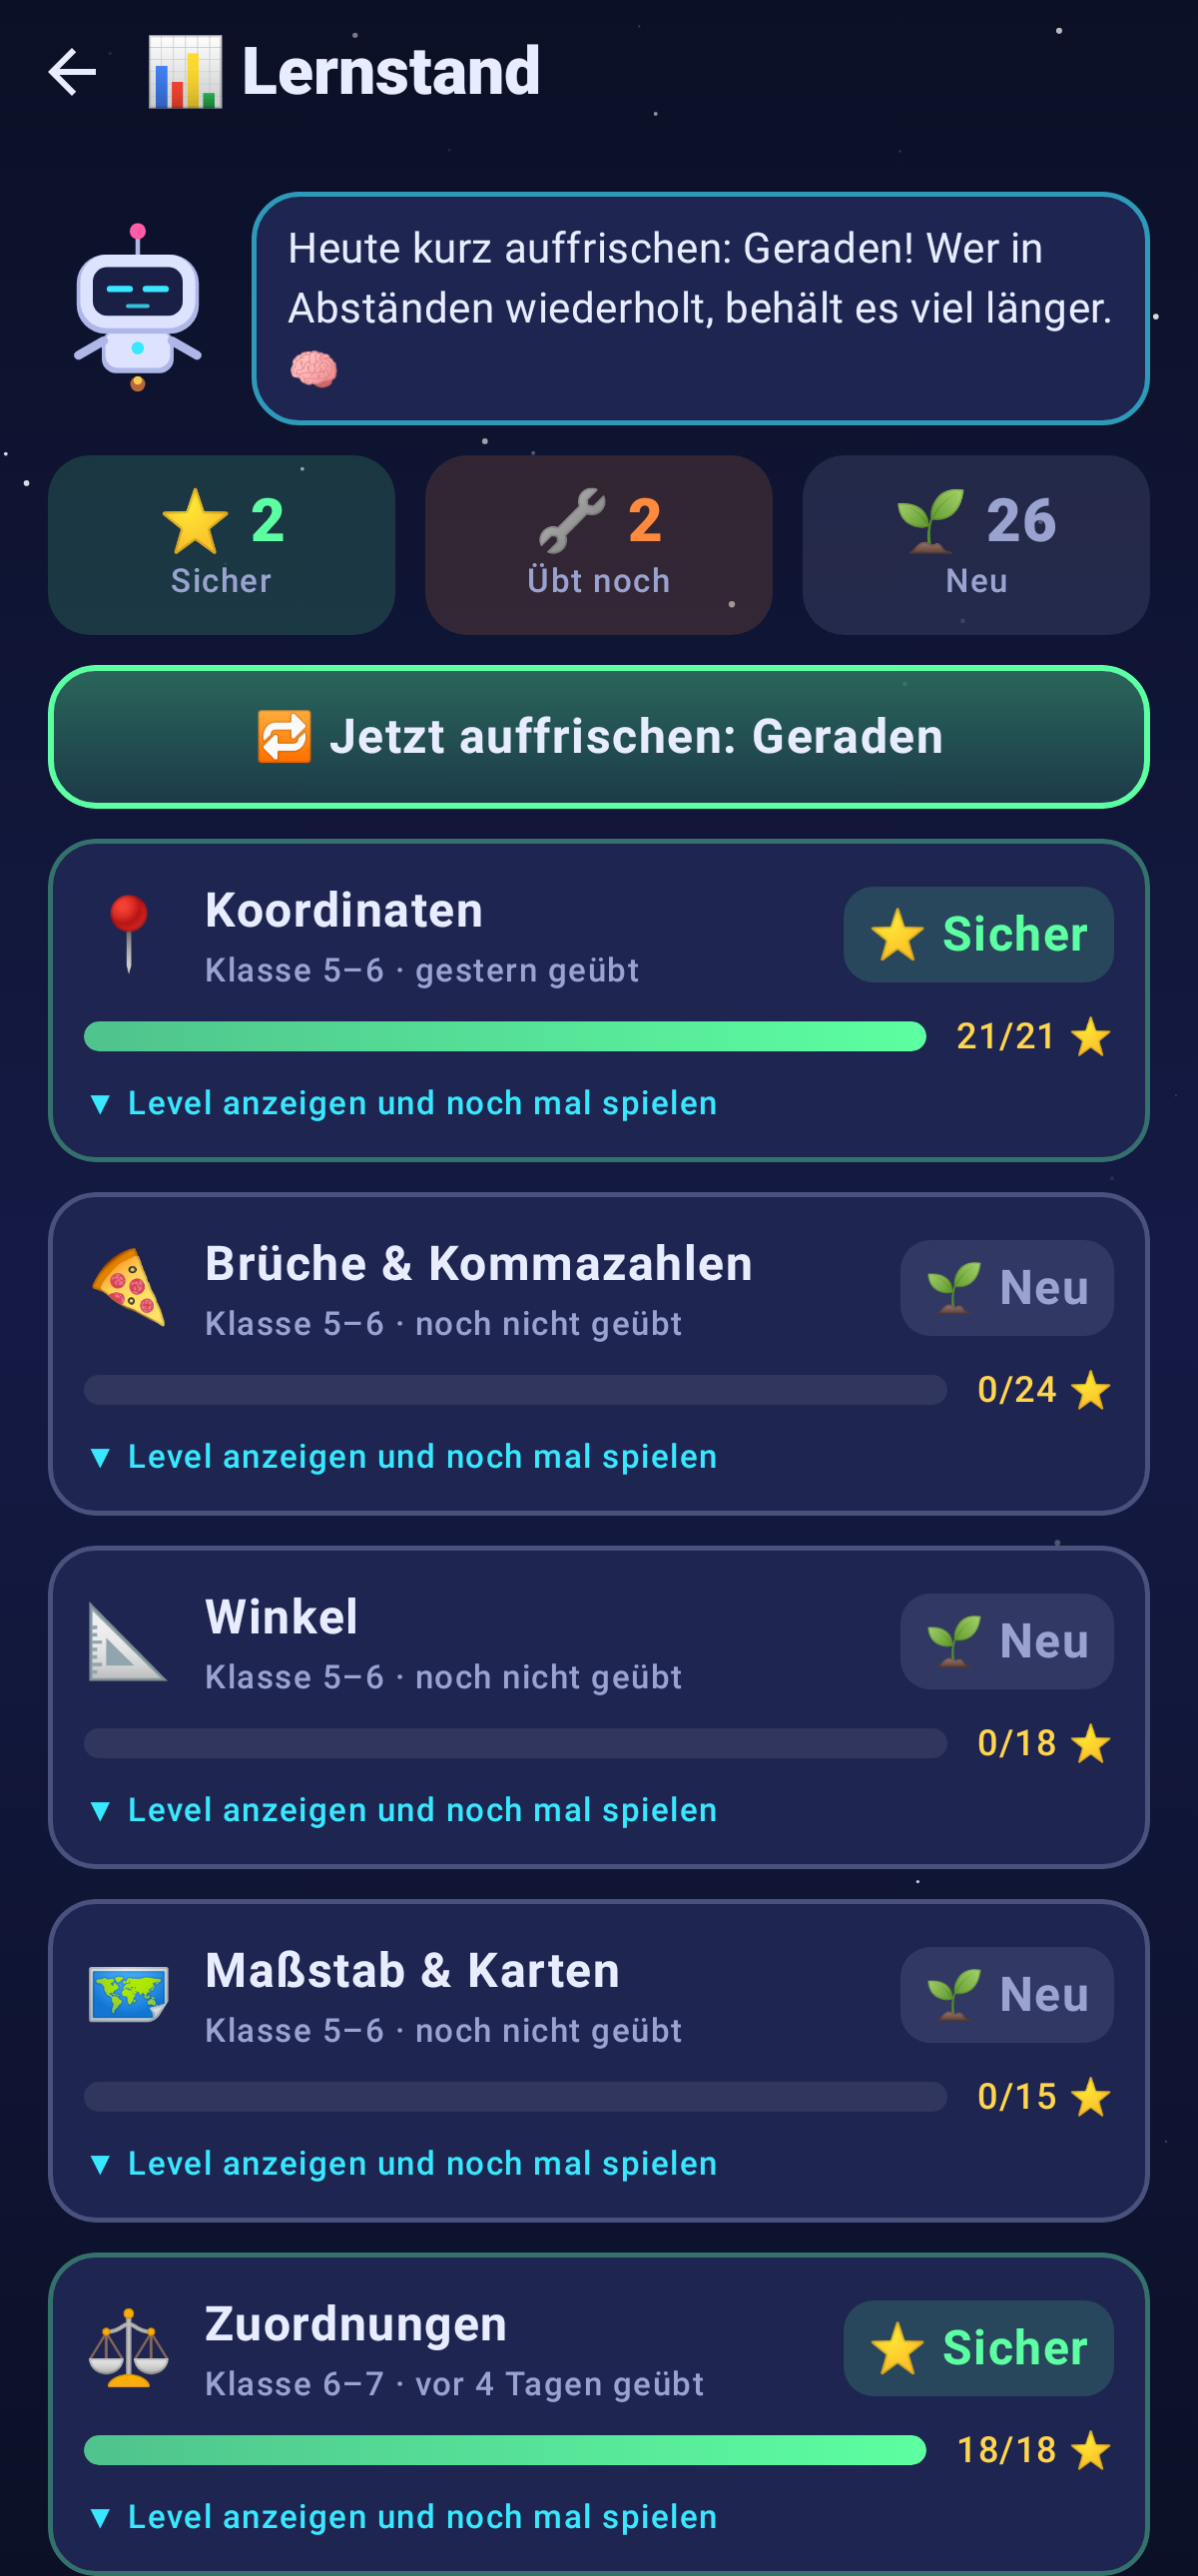 Lernstand
Heute kurz auffrischen: Geraden! Wer in
Abständen wiederholt, behält es viel länger.
2
Sicher
2
Übt noch
26
Neu
Jetzt auffrischen: Geraden
Koordinaten
Klasse 5–6 · gestern geübt
Sicher
21/21
▼ Level anzeigen und noch mal spielen
Brüche & Kommazahlen
Klasse 5–6 · noch nicht geübt
Neu
0/24
▼ Level anzeigen und noch mal spielen
Winkel
Klasse 5–6 · noch nicht geübt
Neu
0/18
▼ Level anzeigen und noch mal spielen
Maßstab & Karten
Klasse 5–6 · noch nicht geübt
Neu
0/15
▼ Level anzeigen und noch mal spielen
Zuordnungen
Klasse 6–7 · vor 4 Tagen geübt
Sicher
18/18
▼ Level anzeigen und noch mal spielen